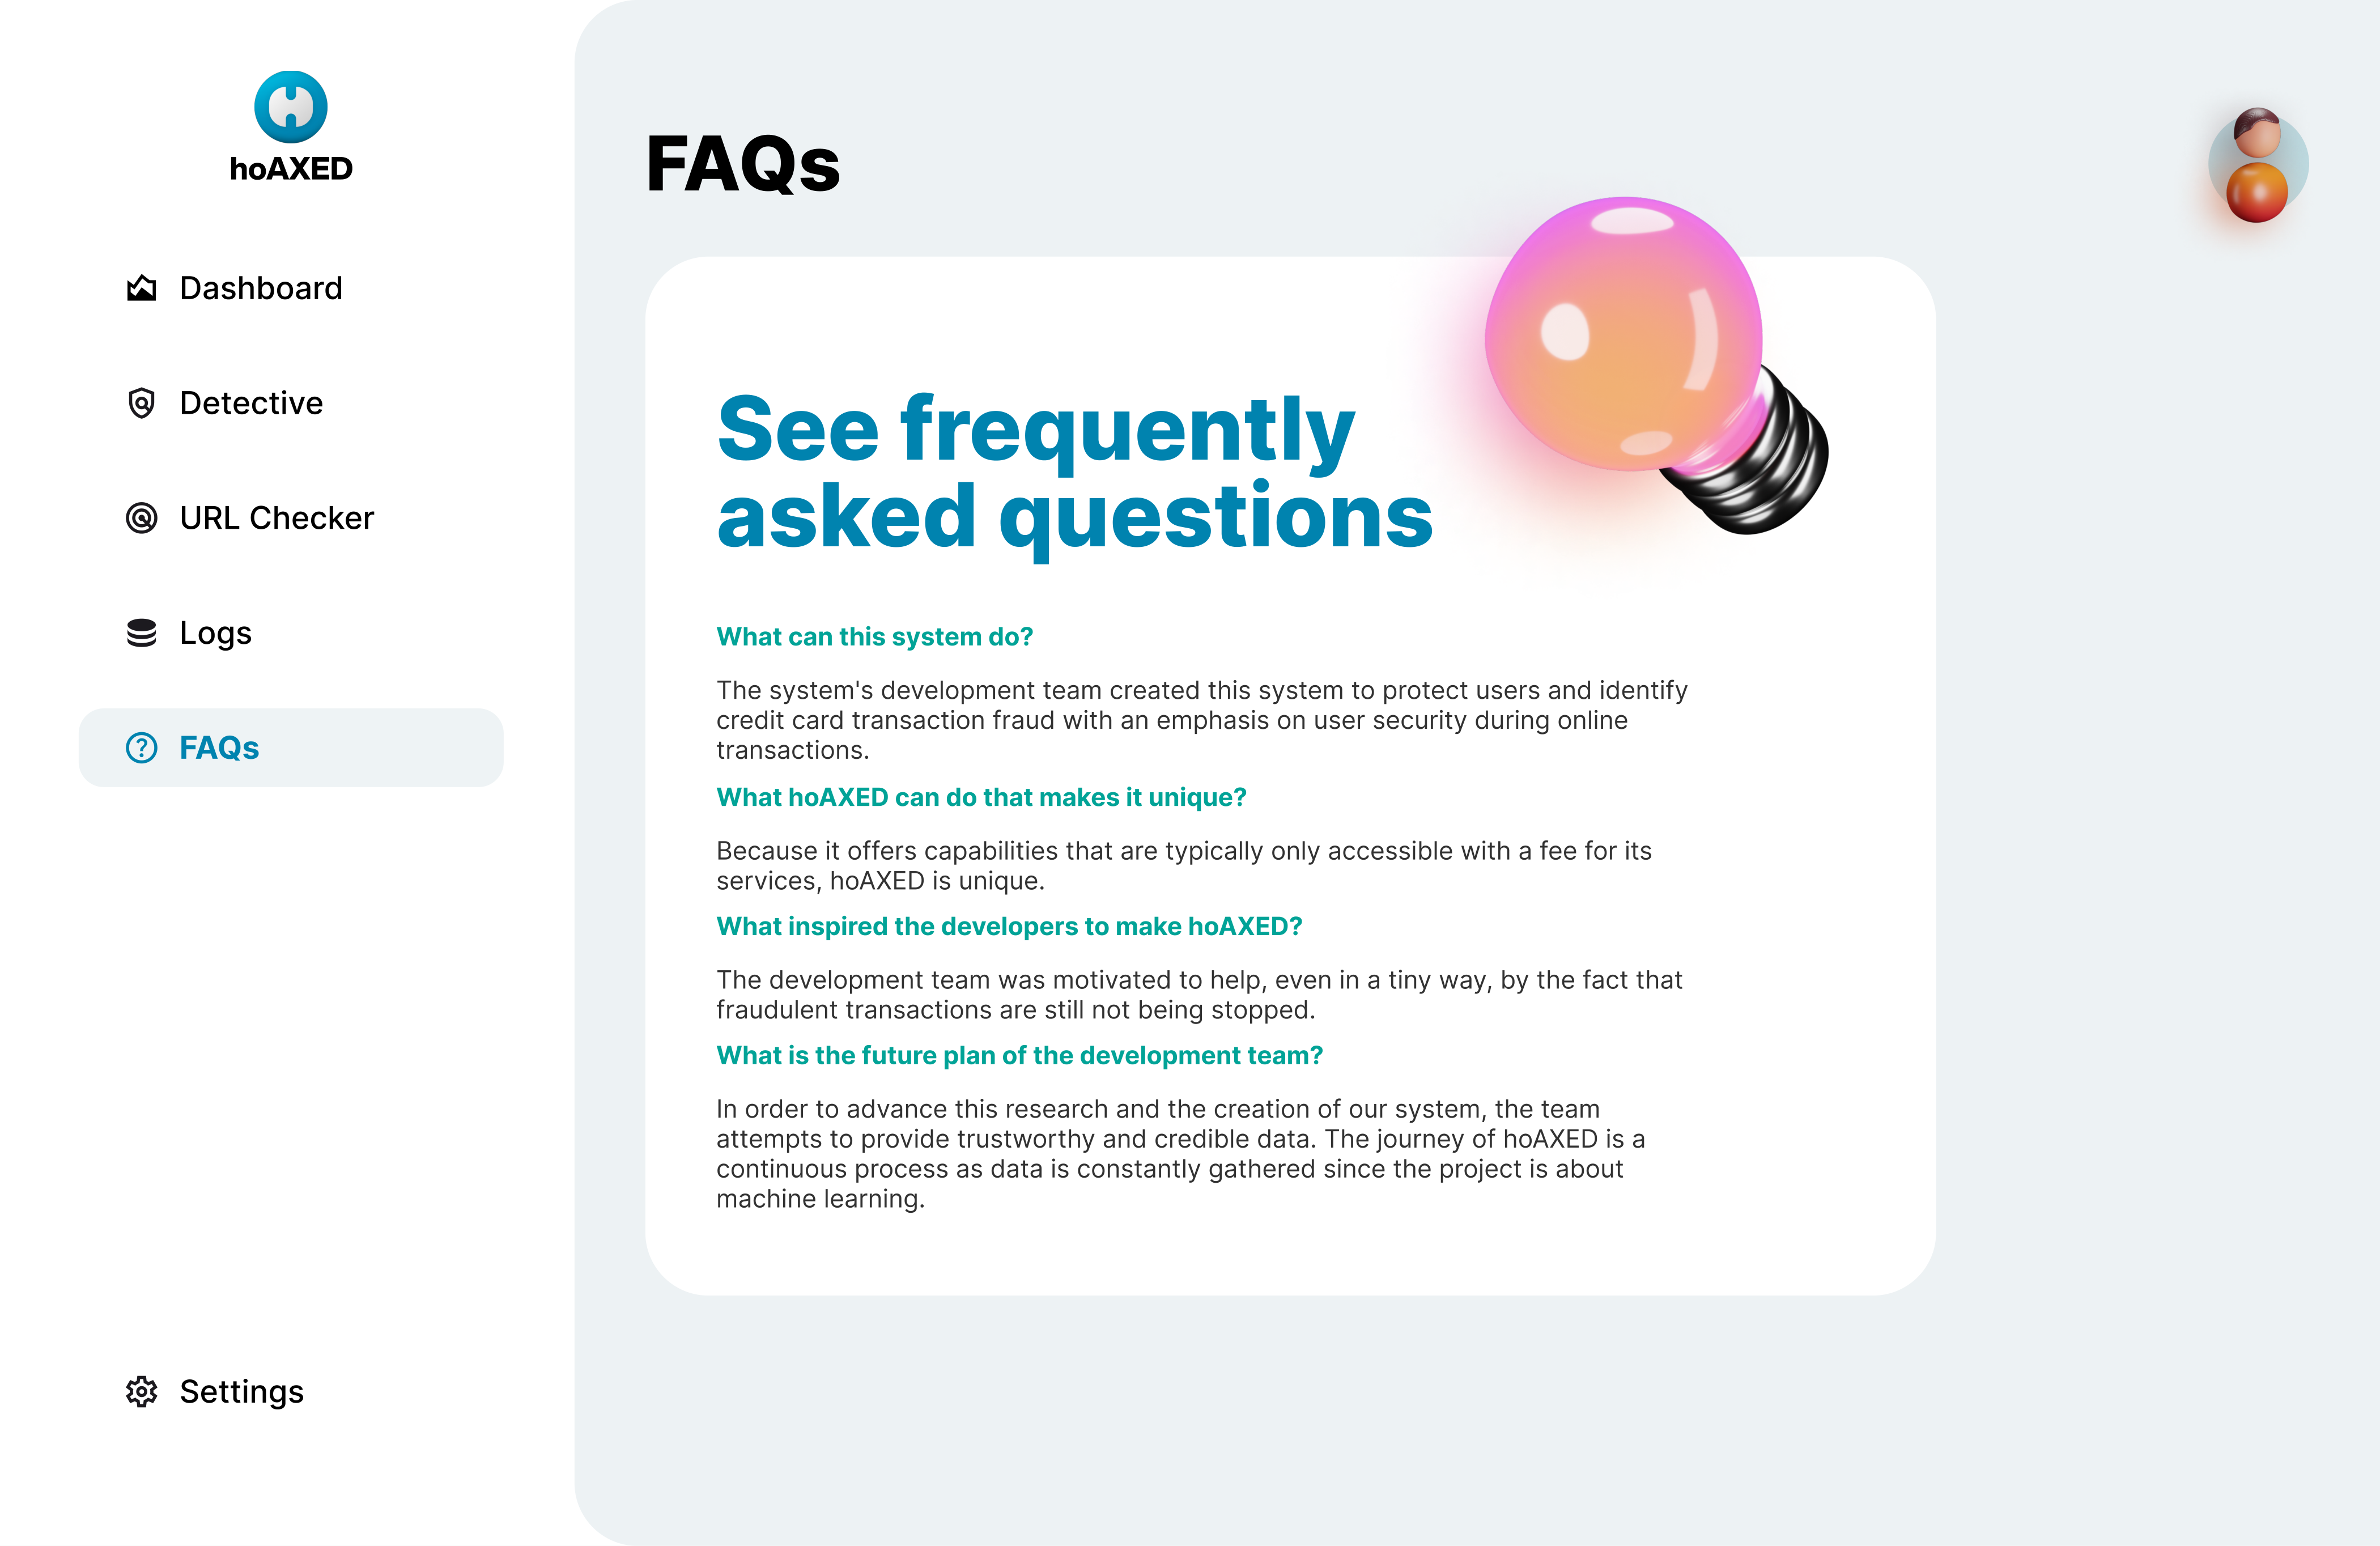 hoAXED
Dashboard
Detective
URL Checker
Logs
FAQs
Settings
FAQs
See frequently
asked questions
What can this system do?
The system's development team created this system to protect users and identify
credit card transaction fraud with an emphasis on user security during online
transactions.
What hoAXED can do that makes it unique?
Because it offers capabilities that are typically only accessible with a fee for its
services, hoAXED is unique.
What inspired the developers to make hoAXED?
The development team was motivated to help, even in a tiny way, by the fact that
fraudulent transactions are still not being stopped.
What is the future plan of the development team?
In order to advance this research and the creation of our system, the team
attempts to provide trustworthy and credible data. The journey of hoAXED is a
continuous process as data is constantly gathered since the project is about
machine learning.